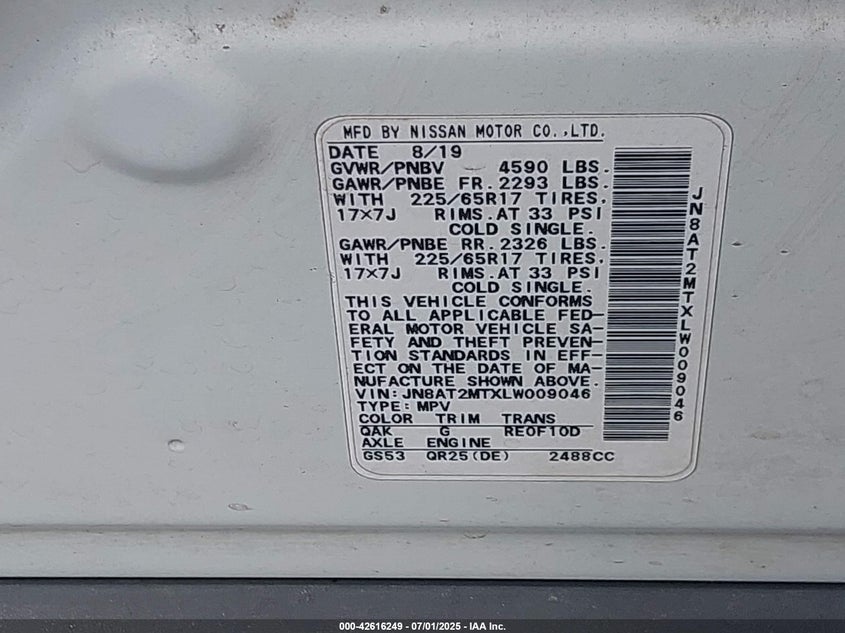 MFD BY NISSAN MOTOR CO.,LTD.
DATE 8/19
GVWR/PNBV 4590 LBS.
GAWR/PNBE FR. 2293 LBS.
WITH 225/65R17 TIRES.
17×7J RIMS.AT 33 PSI
COLD SINGLE.
GAWR/PNBE RR. 2326 LBS.
WITH 225/65R17 TIRES.
17×7J RIMS.AT 33 PSI
COLD SINGLE.
THIS VEHICLE CONFORMS
TO ALL APPLICABLE FED-
ERAL MOTOR VEHICLE SA-
FETY AND THEFT PREVEN-
TION STANDARDS IN EFF-
ECT ON THE DATE OF MA-
NUFACTURE SHOWN ABOVE.
VIN:JN8AT2MTXLW009046
TYPE:MPV
COLOR TRIM TRANS
QAK G RE0F10D
AXLE ENGINE
GS53 QR25(DE) 2488CC
JN8AT2MTXLW009046
000-42616249 - 07/01/2025 - IAA Inc.